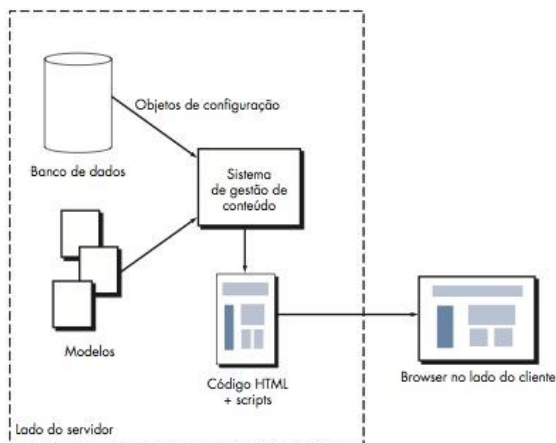 Objetos de configuração
Banco de dados
Sistema
de gestão de
conteúdo
Modelos
Código HTML
+ scripts
Browser no lado do cliente
Lado do servidor